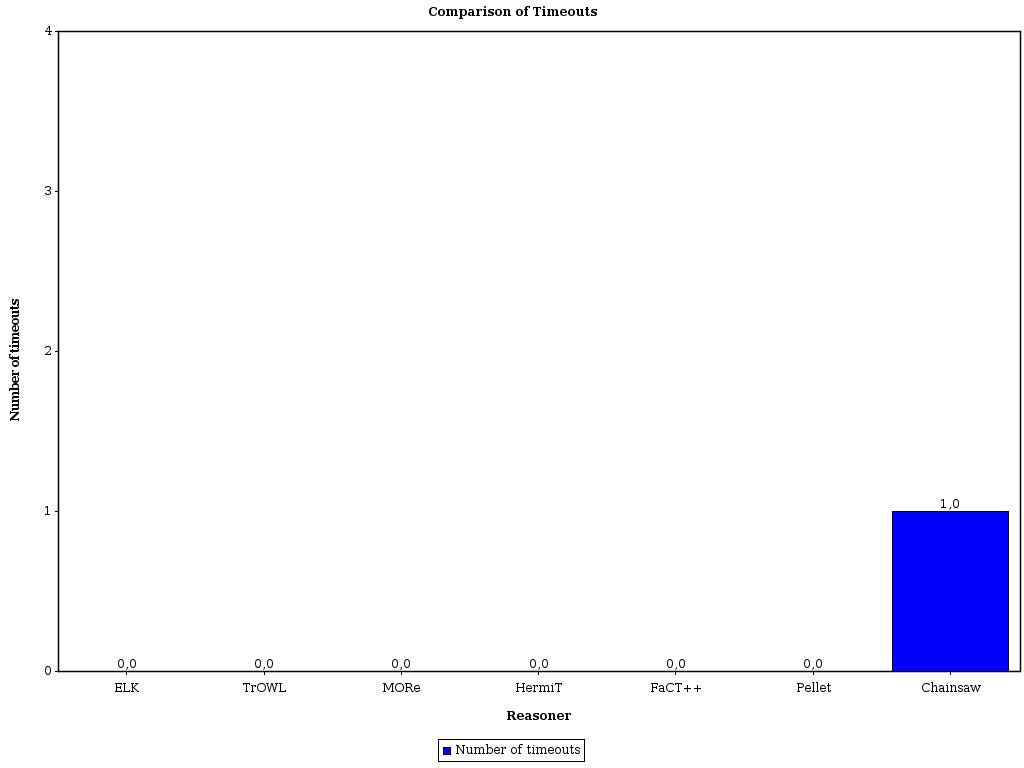 Comparison of Timeouts
4
3
2
1
0
Number of timeouts
0,0 0,0 0,0 0,0 0,0 0,0 1,0
ELK TrOWL MORe HermiT FaCT++ Pellet Chainsaw
Reasoner
Number of timeouts